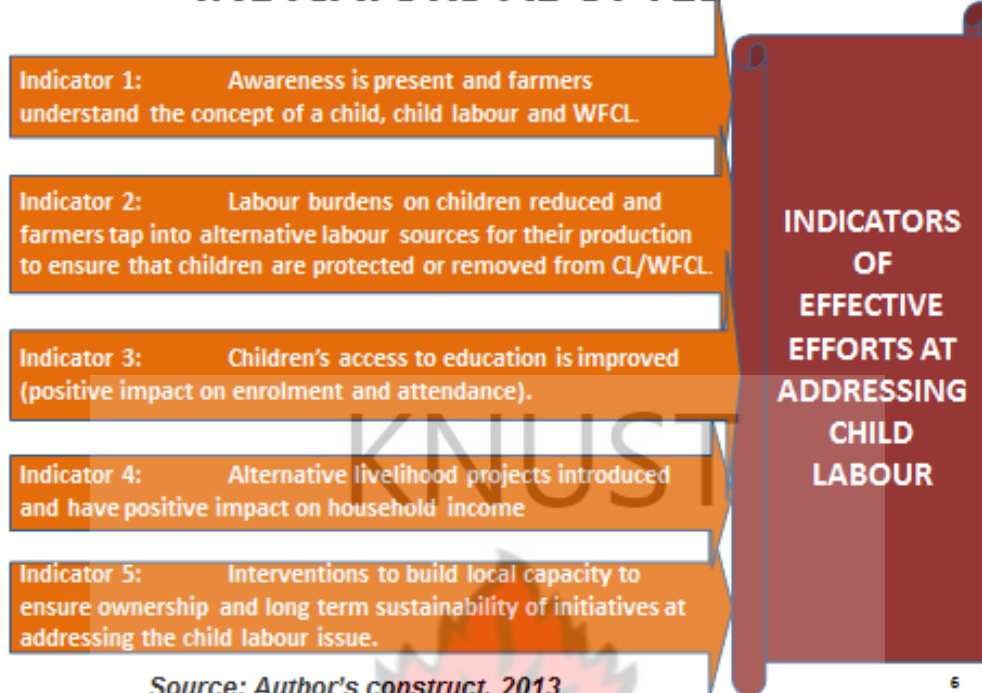 Indicator 1: Awareness is present and farmers
understand the concept of a child, child labour and WFCL.
Indicator 2: Labour burdens on children reduced and
farmers tap into alternative labour sources for their production
to ensure that children are protected or removed from CL/WFCL.
Indicator 3: Children's access to education is improved
(positive impact on enrolment and attendance).
Indicator 4: Alternative livelihood projects introduced
and have positive impact on household income
Indicator 5: Interventions to build local capacity to
ensure ownership and long term sustainability of initiatives at
addressing the child labour issue.
INDICATORS
OF
EFFECTIVE
EFFORTS AT
ADDRESSING
CHILD
LABOUR
KNUST
Source: Author's construct, 2013
6